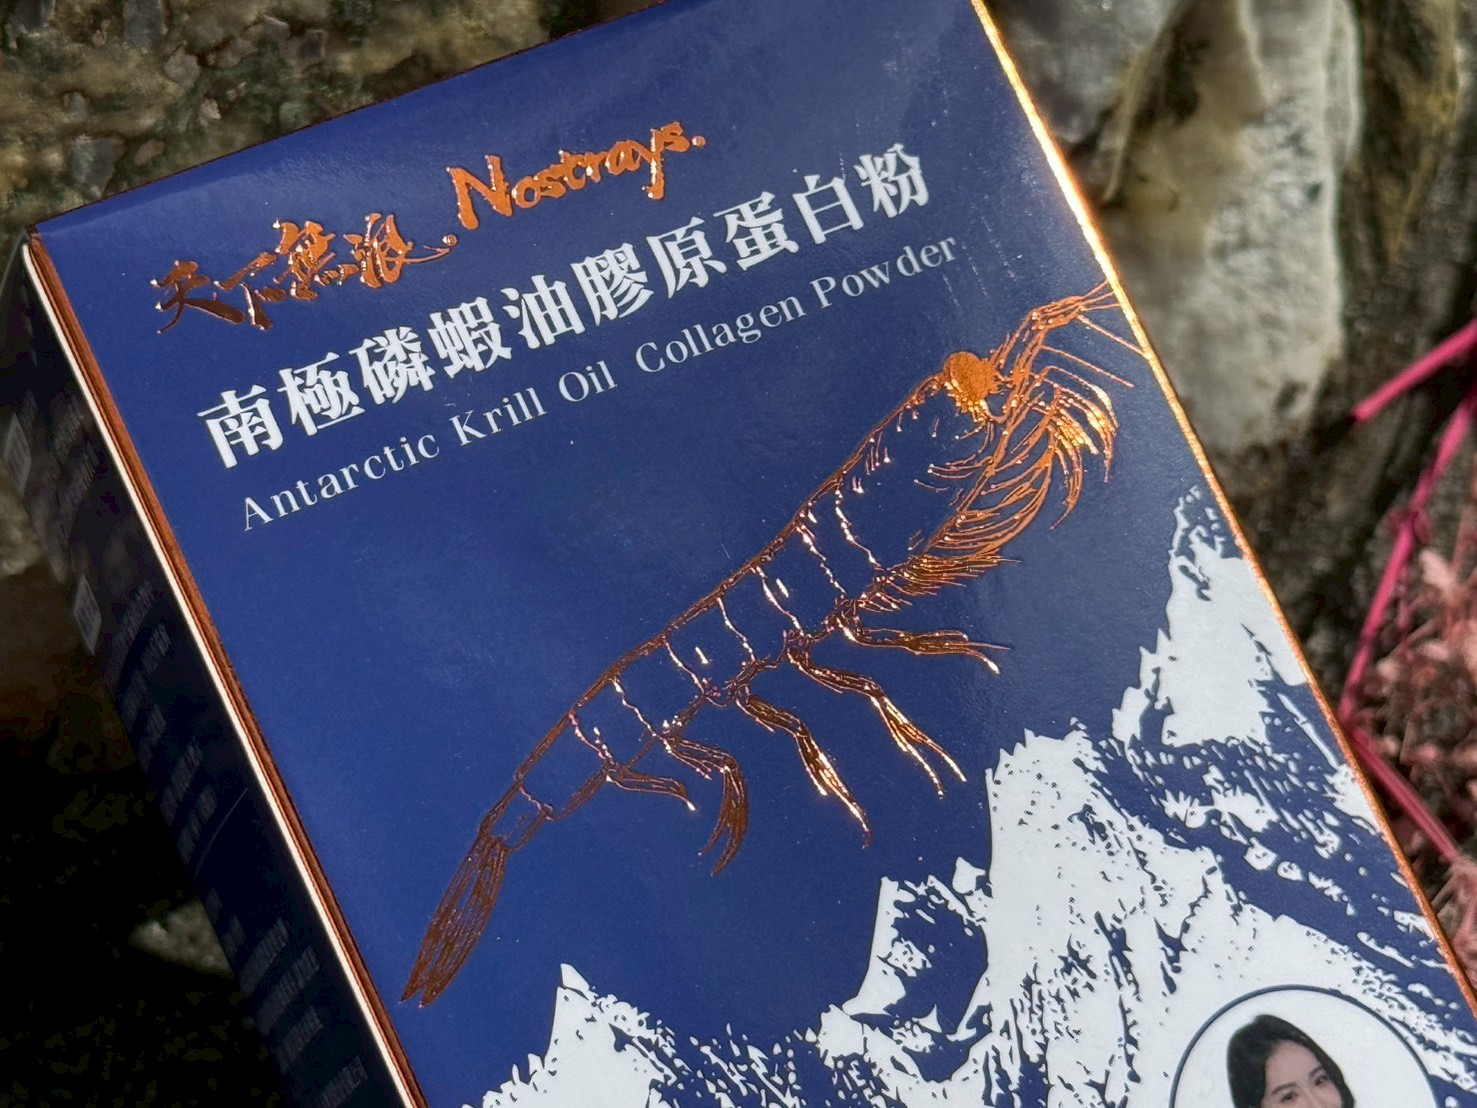 天下無浪. Nostrays.
南極磷蝦油膠原蛋白粉
Antarctic Krill Oil Collagen Powder